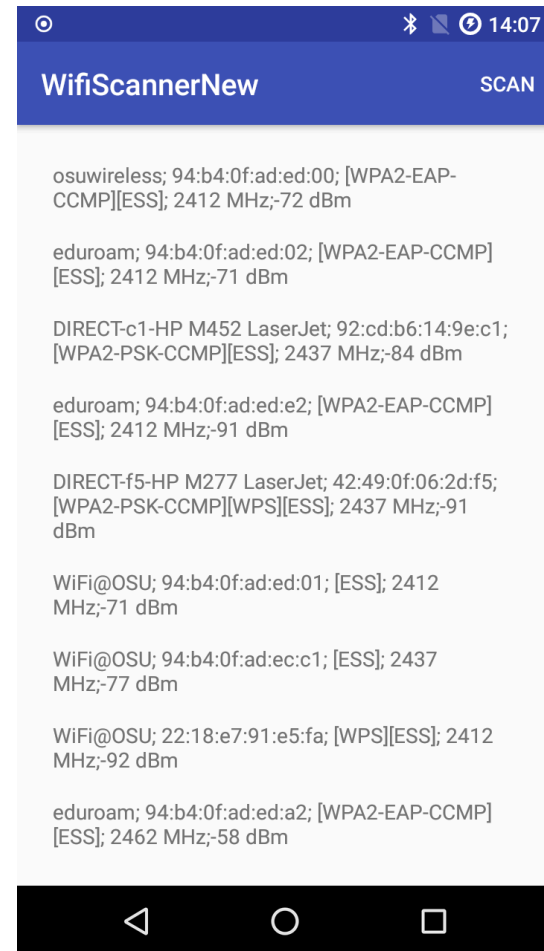 14:07
WifiScannerNew SCAN
osuwireless; 94:b4:0f:ad:ed:00; [WPA2-EAP-
CCMP][ESS]; 2412 MHz;-72 dBm
eduroam; 94:b4:0f:ad:ed:02; [WPA2-EAP-CCMP]
[ESS]; 2412 MHz;-71 dBm
DIRECT-c1-HP M452 LaserJet; 92:cd:b6:14:9e:c1;
[WPA2-PSK-CCMP][ESS]; 2437 MHz;-84 dBm
eduroam; 94:b4:0f:ad:ed:e2; [WPA2-EAP-CCMP]
[ESS]; 2412 MHz;-91 dBm
DIRECT-f5-HP M277 LaserJet; 42:49:0f:06:2d:f5;
[WPA2-PSK-CCMP][WPS][ESS]; 2437 MHz;-91
dBm
WiFi@OSU; 94:b4:0f:ad:ed:01; [ESS]; 2412
MHz;-71 dBm
WiFi@OSU; 94:b4:0f:ad:ec:c1; [ESS]; 2437
MHz;-77 dBm
WiFi@OSU; 22:18:e7:91:e5:fa; [WPS][ESS]; 2412
MHz;-92 dBm
eduroam; 94:b4:0f:ad:ed:a2; [WPA2-EAP-CCMP]
[ESS]; 2462 MHz;-58 dBm